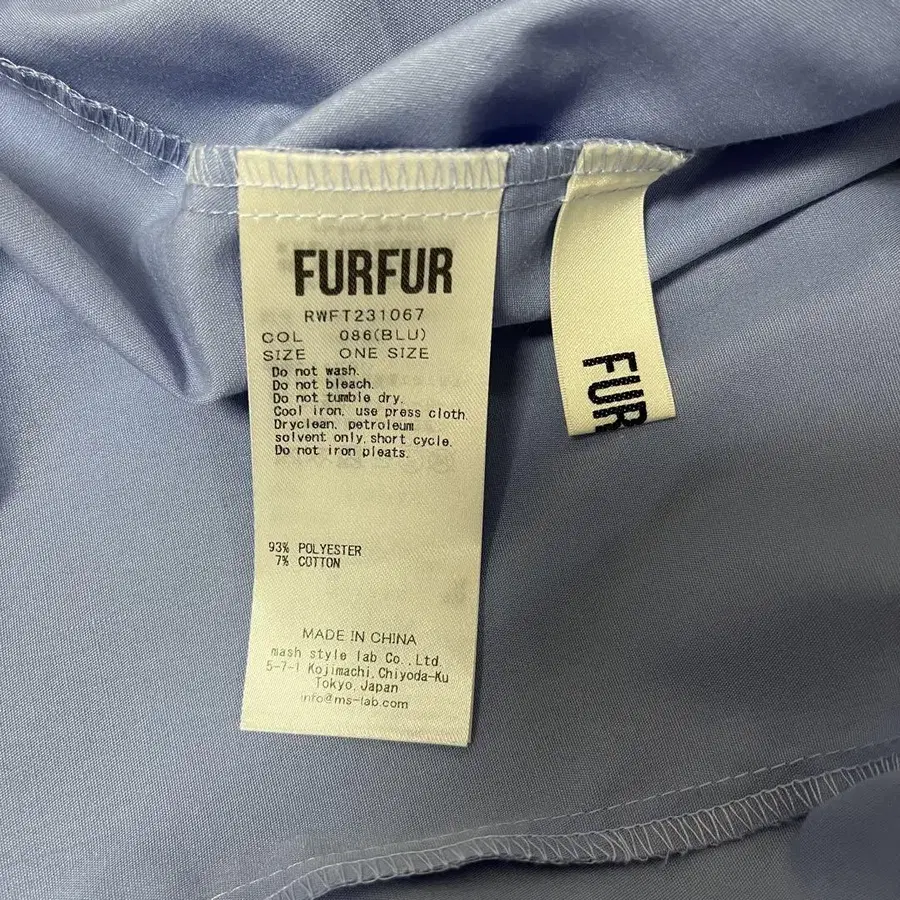 FURFUR
RWFT231067
COL 086(BLU)
SIZE ONE SIZE
Do not wash.
Do not bleach.
Do not tumble dry.
Cool iron. use press cloth.
Dryclean. petroleum
solvent only, short cycle.
Do not iron pleats.
93% POLYESTER
7% COTTON
MADE IN CHINA
mash style lab Co., Ltd.
5-7-1 Kojimachi, Chiyoda-Ku
Tokyo, Japan
info@ms-lab.com
FUR